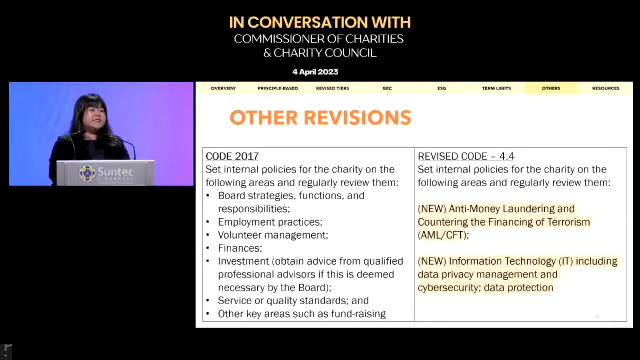 IN CONVERSATION WITH
COMMISSIONER OF CHARITIES
& CHARITY COUNCIL
4 April 2023
OVERVIEW PRINCIPLE-BASED REVISED TIERS GEC ESG TERM LIMITS OTHERS RESOURCES
OTHER REVISIONS
CODE 2017
Set internal policies for the charity on the
following areas and regularly review them:
• Board strategies, functions, and
responsibilities;
• Employment practices;
• Volunteer management;
• Finances;
• Investment (obtain advice from qualified
professional advisors if this is deemed
necessary by the Board);
• Service or quality standards; and
• Other key areas such as fund-raising
REVISED CODE – 4.4
Set internal policies for the charity on the
following areas and regularly review them:
(NEW) Anti-Money Laundering and
Countering the Financing of Terrorism
(AML/CFT);
(NEW) Information Technology (IT) including
data privacy management and
cybersecurity; data protection
Suntec